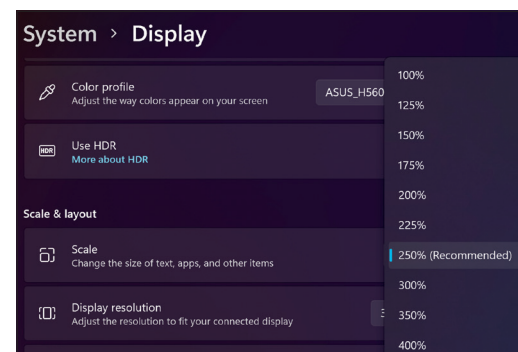 System > Display
Color profile
Adjust the way colors appear on your screen
ASUS_H560
HDR
Use HDR
More about HDR
Scale & layout
Scale
Change the size of text, apps, and other items
Display resolution
Adjust the resolution to fit your connected display
100%
125%
150%
175%
200%
225%
250% (Recommended)
300%
350%
400%